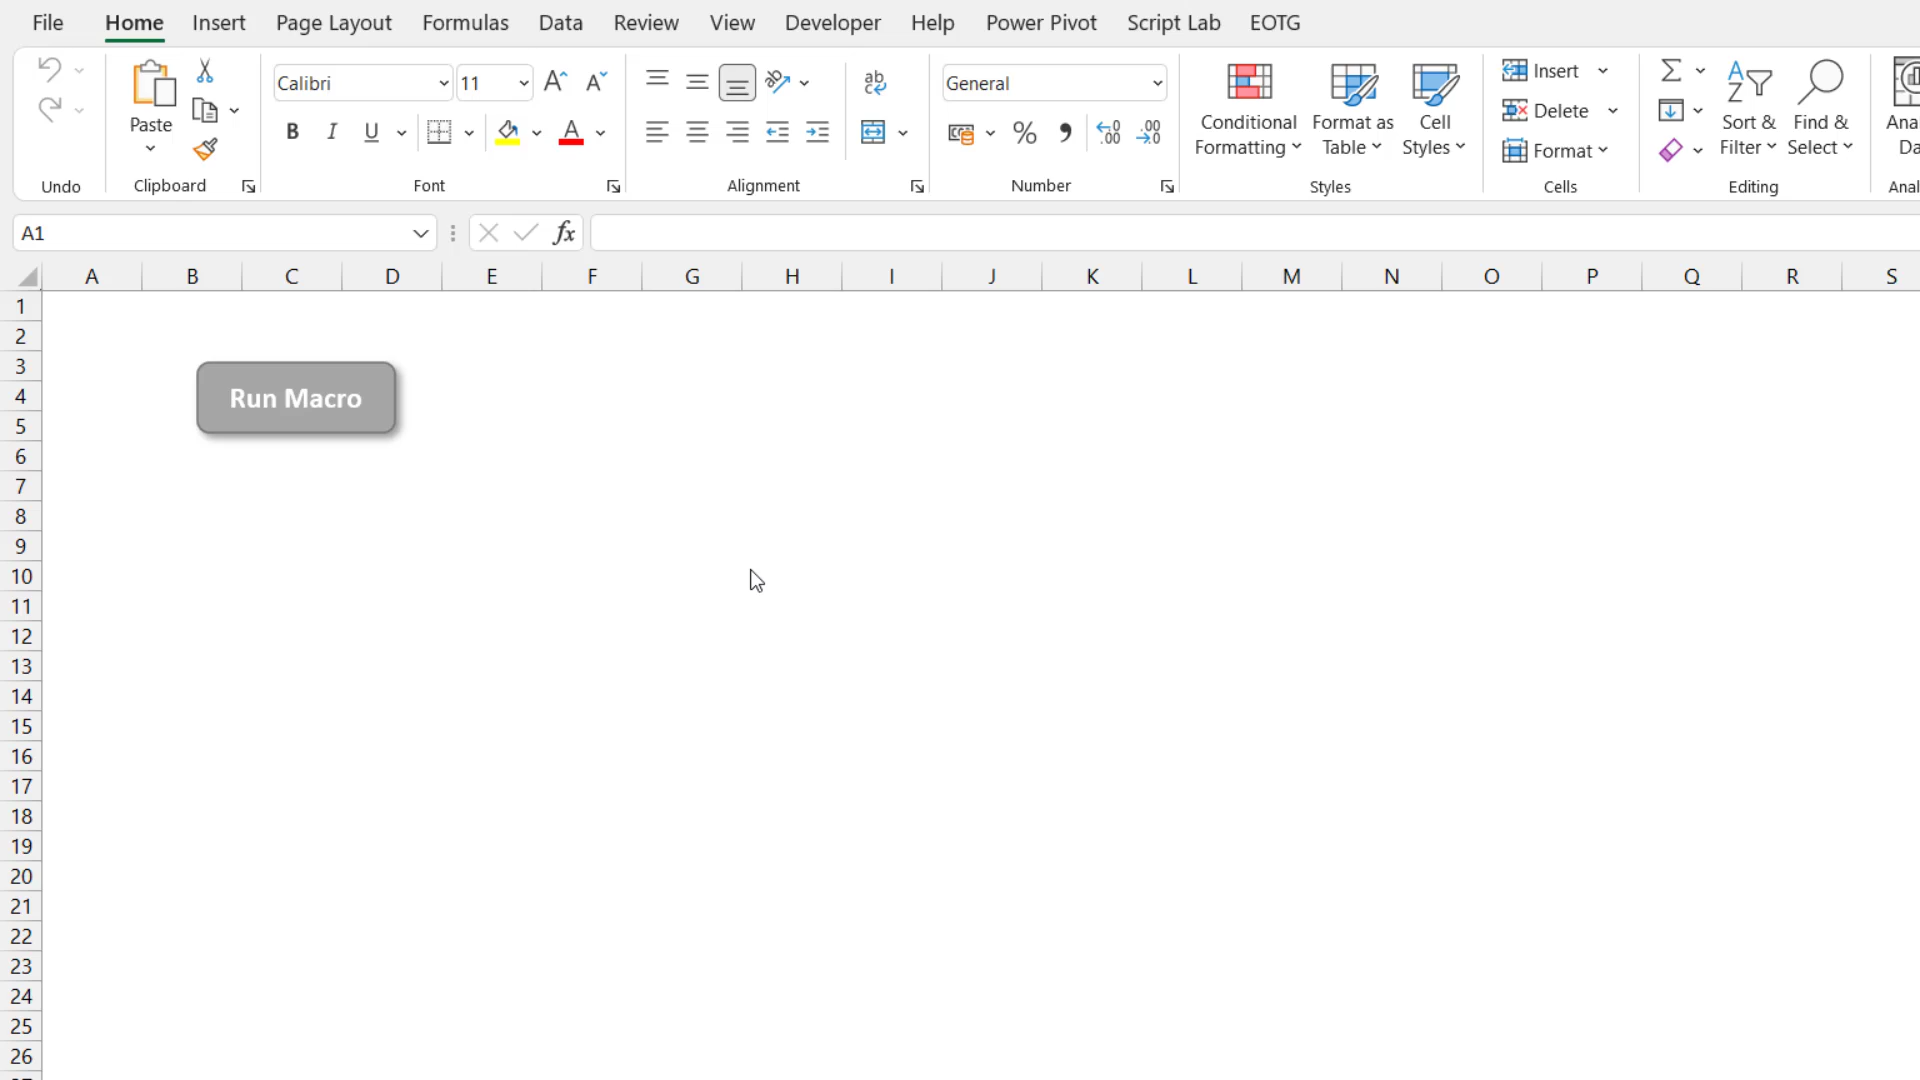 File Home Insert Page Layout Formulas Data Review View Developer Help Power Pivot Script Lab EOTG
Paste
Undo
Clipboard
Calibri 11
B I U A
Font
ab
Alignment
General
% .00 .00
Number
Conditional Formatting
Format as Table
Cell Styles
Styles
Insert
Delete
Format
Cells
Sort & Filter
Find & Select
Editing
A1 fx
A B C D E F G H I J K L M N O P Q R S
1
2
3
Run Macro
4
5
6
7
8
9
10
11
12
13
14
15
16
17
18
19
20
21
22
23
24
25
26